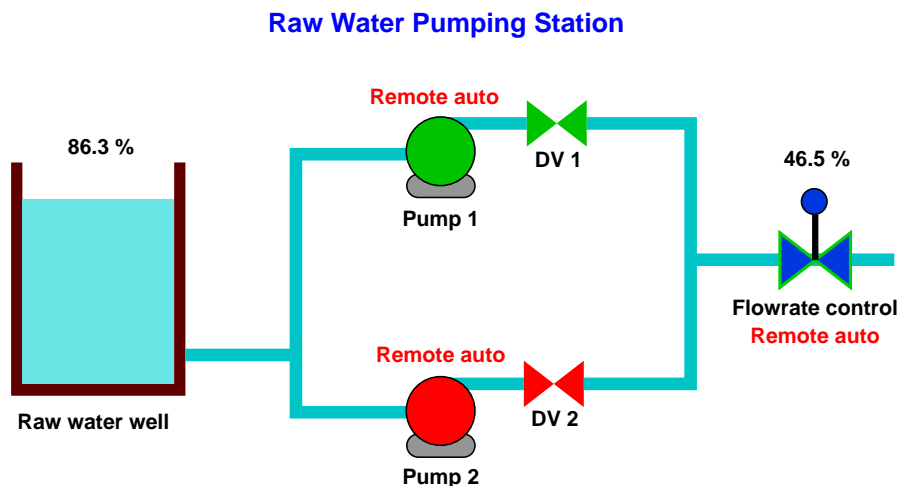 Raw Water Pumping Station
Remote auto
86.3 %
DV 1
46.5 %
Pump 1
Flowrate control
Remote auto
Remote auto
Raw water well
DV 2
Pump 2